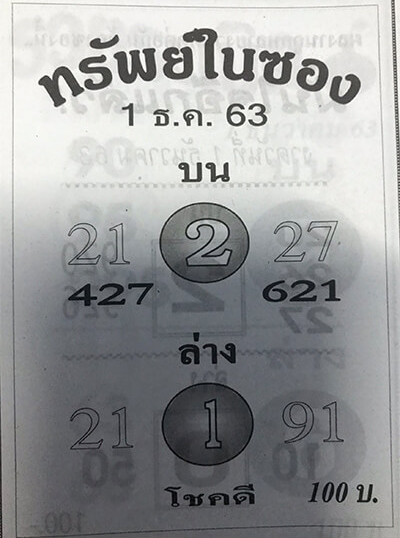 ทรัพย์ในซอง
1 ธ.ค. 63
บน
21 2 27
427 621
ล่าง
21 1 91
โชคดี 100 บ.